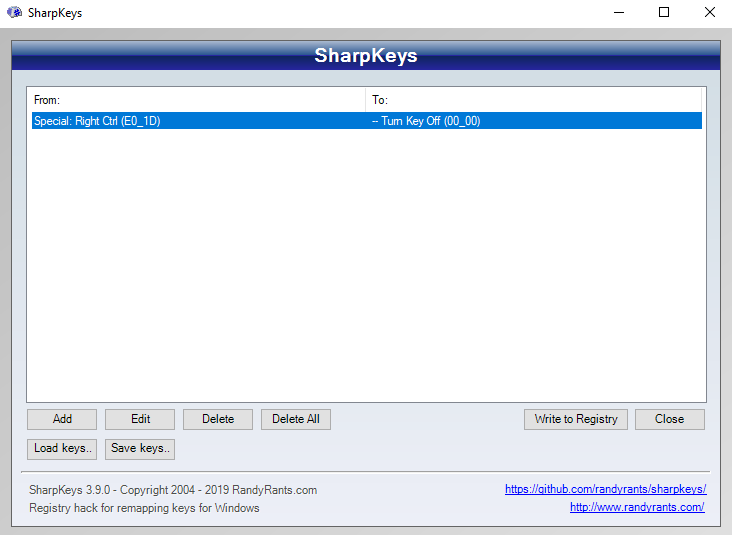 SharpKeys
SharpKeys
From: To:
Special: Right Ctrl (E0_1D) -- Turn Key Off (00_00)
Add Edit Delete Delete All Write to Registry Close
Load keys.. Save keys..
SharpKeys 3.9.0 - Copyright 2004 - 2019 RandyRants.com https://github.com/randyrants/sharpkeys/
Registry hack for remapping keys for Windows http://www.randyrants.com/